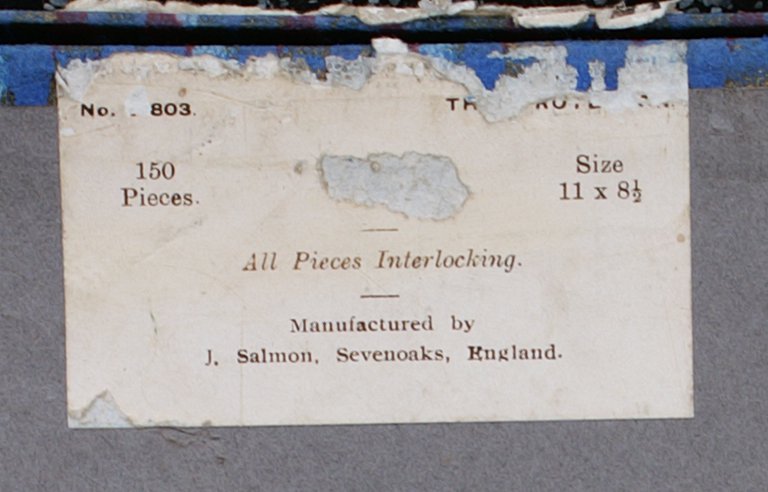 No. 803.
150
Pieces.
Size
11 x 8½
All Pieces Interlocking.
Manufactured by
J. Salmon, Sevenoaks, England.